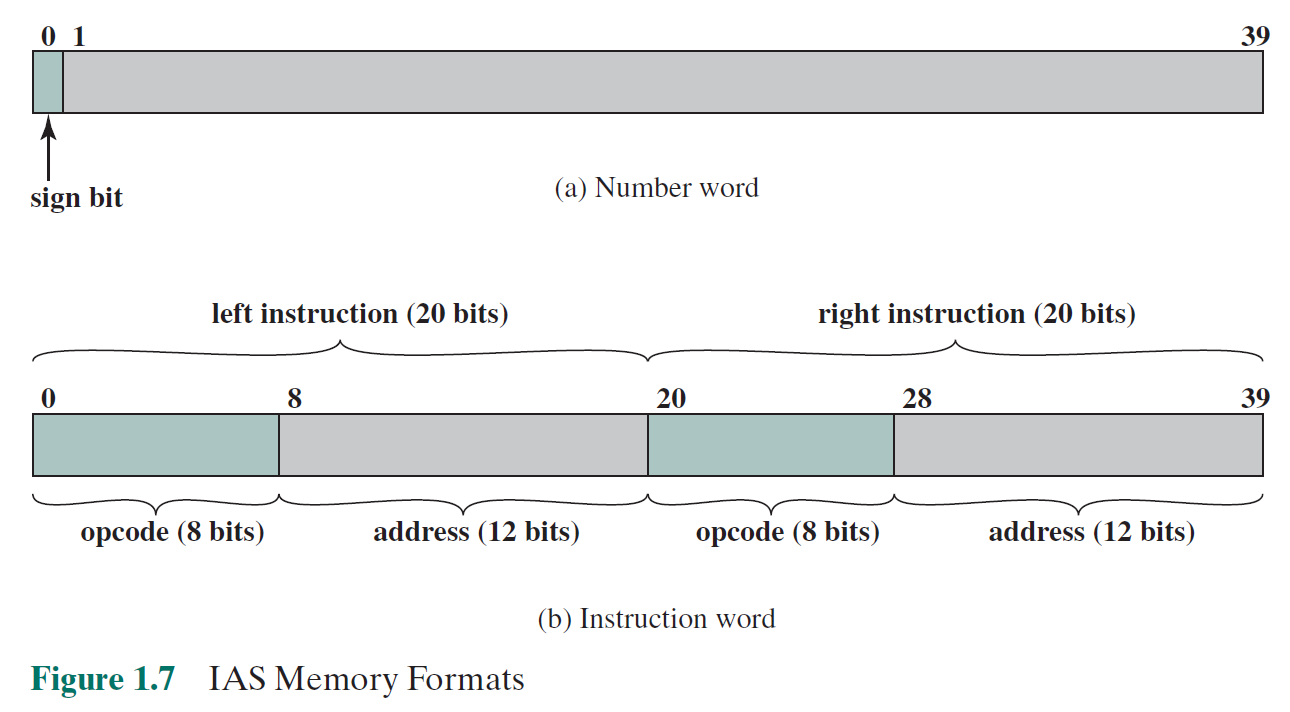 0 1 39
sign bit
(a) Number word
left instruction (20 bits) right instruction (20 bits)
0 8 20 28 39
opcode (8 bits) address (12 bits) opcode (8 bits) address (12 bits)
(b) Instruction word
Figure 1.7 IAS Memory Formats